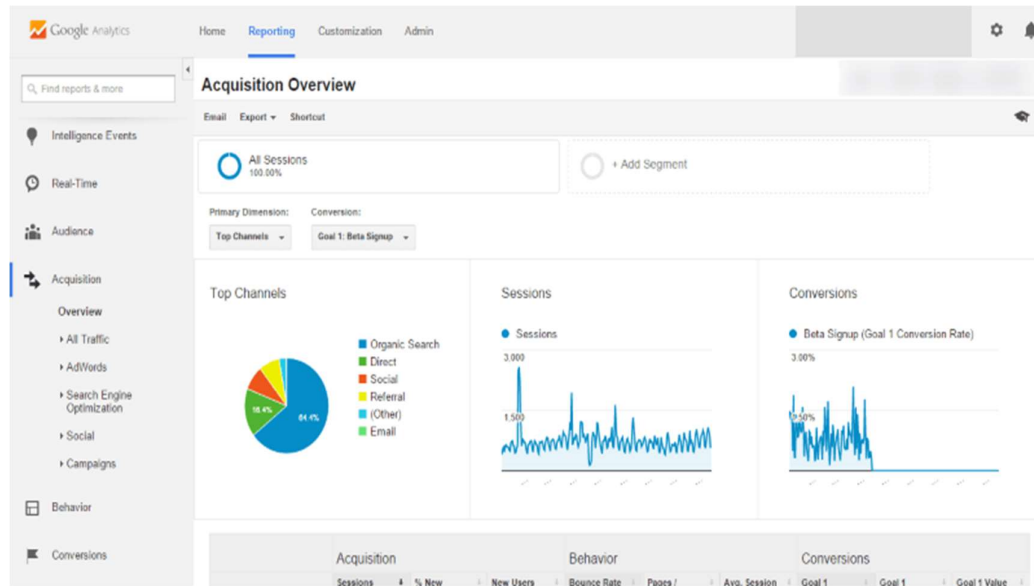 Google Analytics
Home Reporting Customization Admin
Find reports & more
Acquisition Overview
Email Export Shortcut
Intelligence Events
All Sessions
100.00%
+ Add Segment
Real-Time
Primary Dimension: Conversion:
Top Channels Goal 1: Beta Signup
Audience
Acquisition
Overview
All Traffic
AdWords
Search Engine
Optimization
Social
Campaigns
Behavior
Conversions
Top Channels
Organic Search
Direct
Social
Referral
(Other)
Email
64.4%
Sessions
Sessions
3,000
1,500
Conversions
Beta Signup (Goal 1 Conversion Rate)
3.00%
Acquisition Behavior Conversions
Sessions % New New Users Bounce Rate Pages / Avg. Session Goal 1 Goal 1 Goal 1 Value